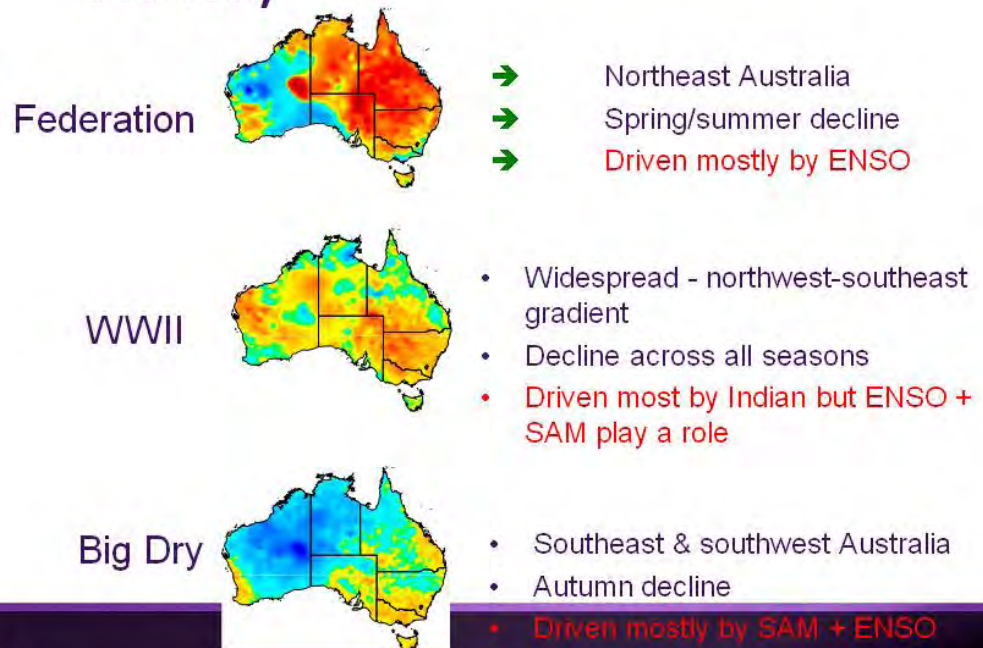 Federation
➔ Northeast Australia
➔ Spring/summer decline
➔ Driven mostly by ENSO
WWII
• Widespread - northwest-southeast
gradient
• Decline across all seasons
• Driven most by Indian but ENSO +
SAM play a role
Big Dry
• Southeast & southwest Australia
• Autumn decline
• Driven mostly by SAM + ENSO